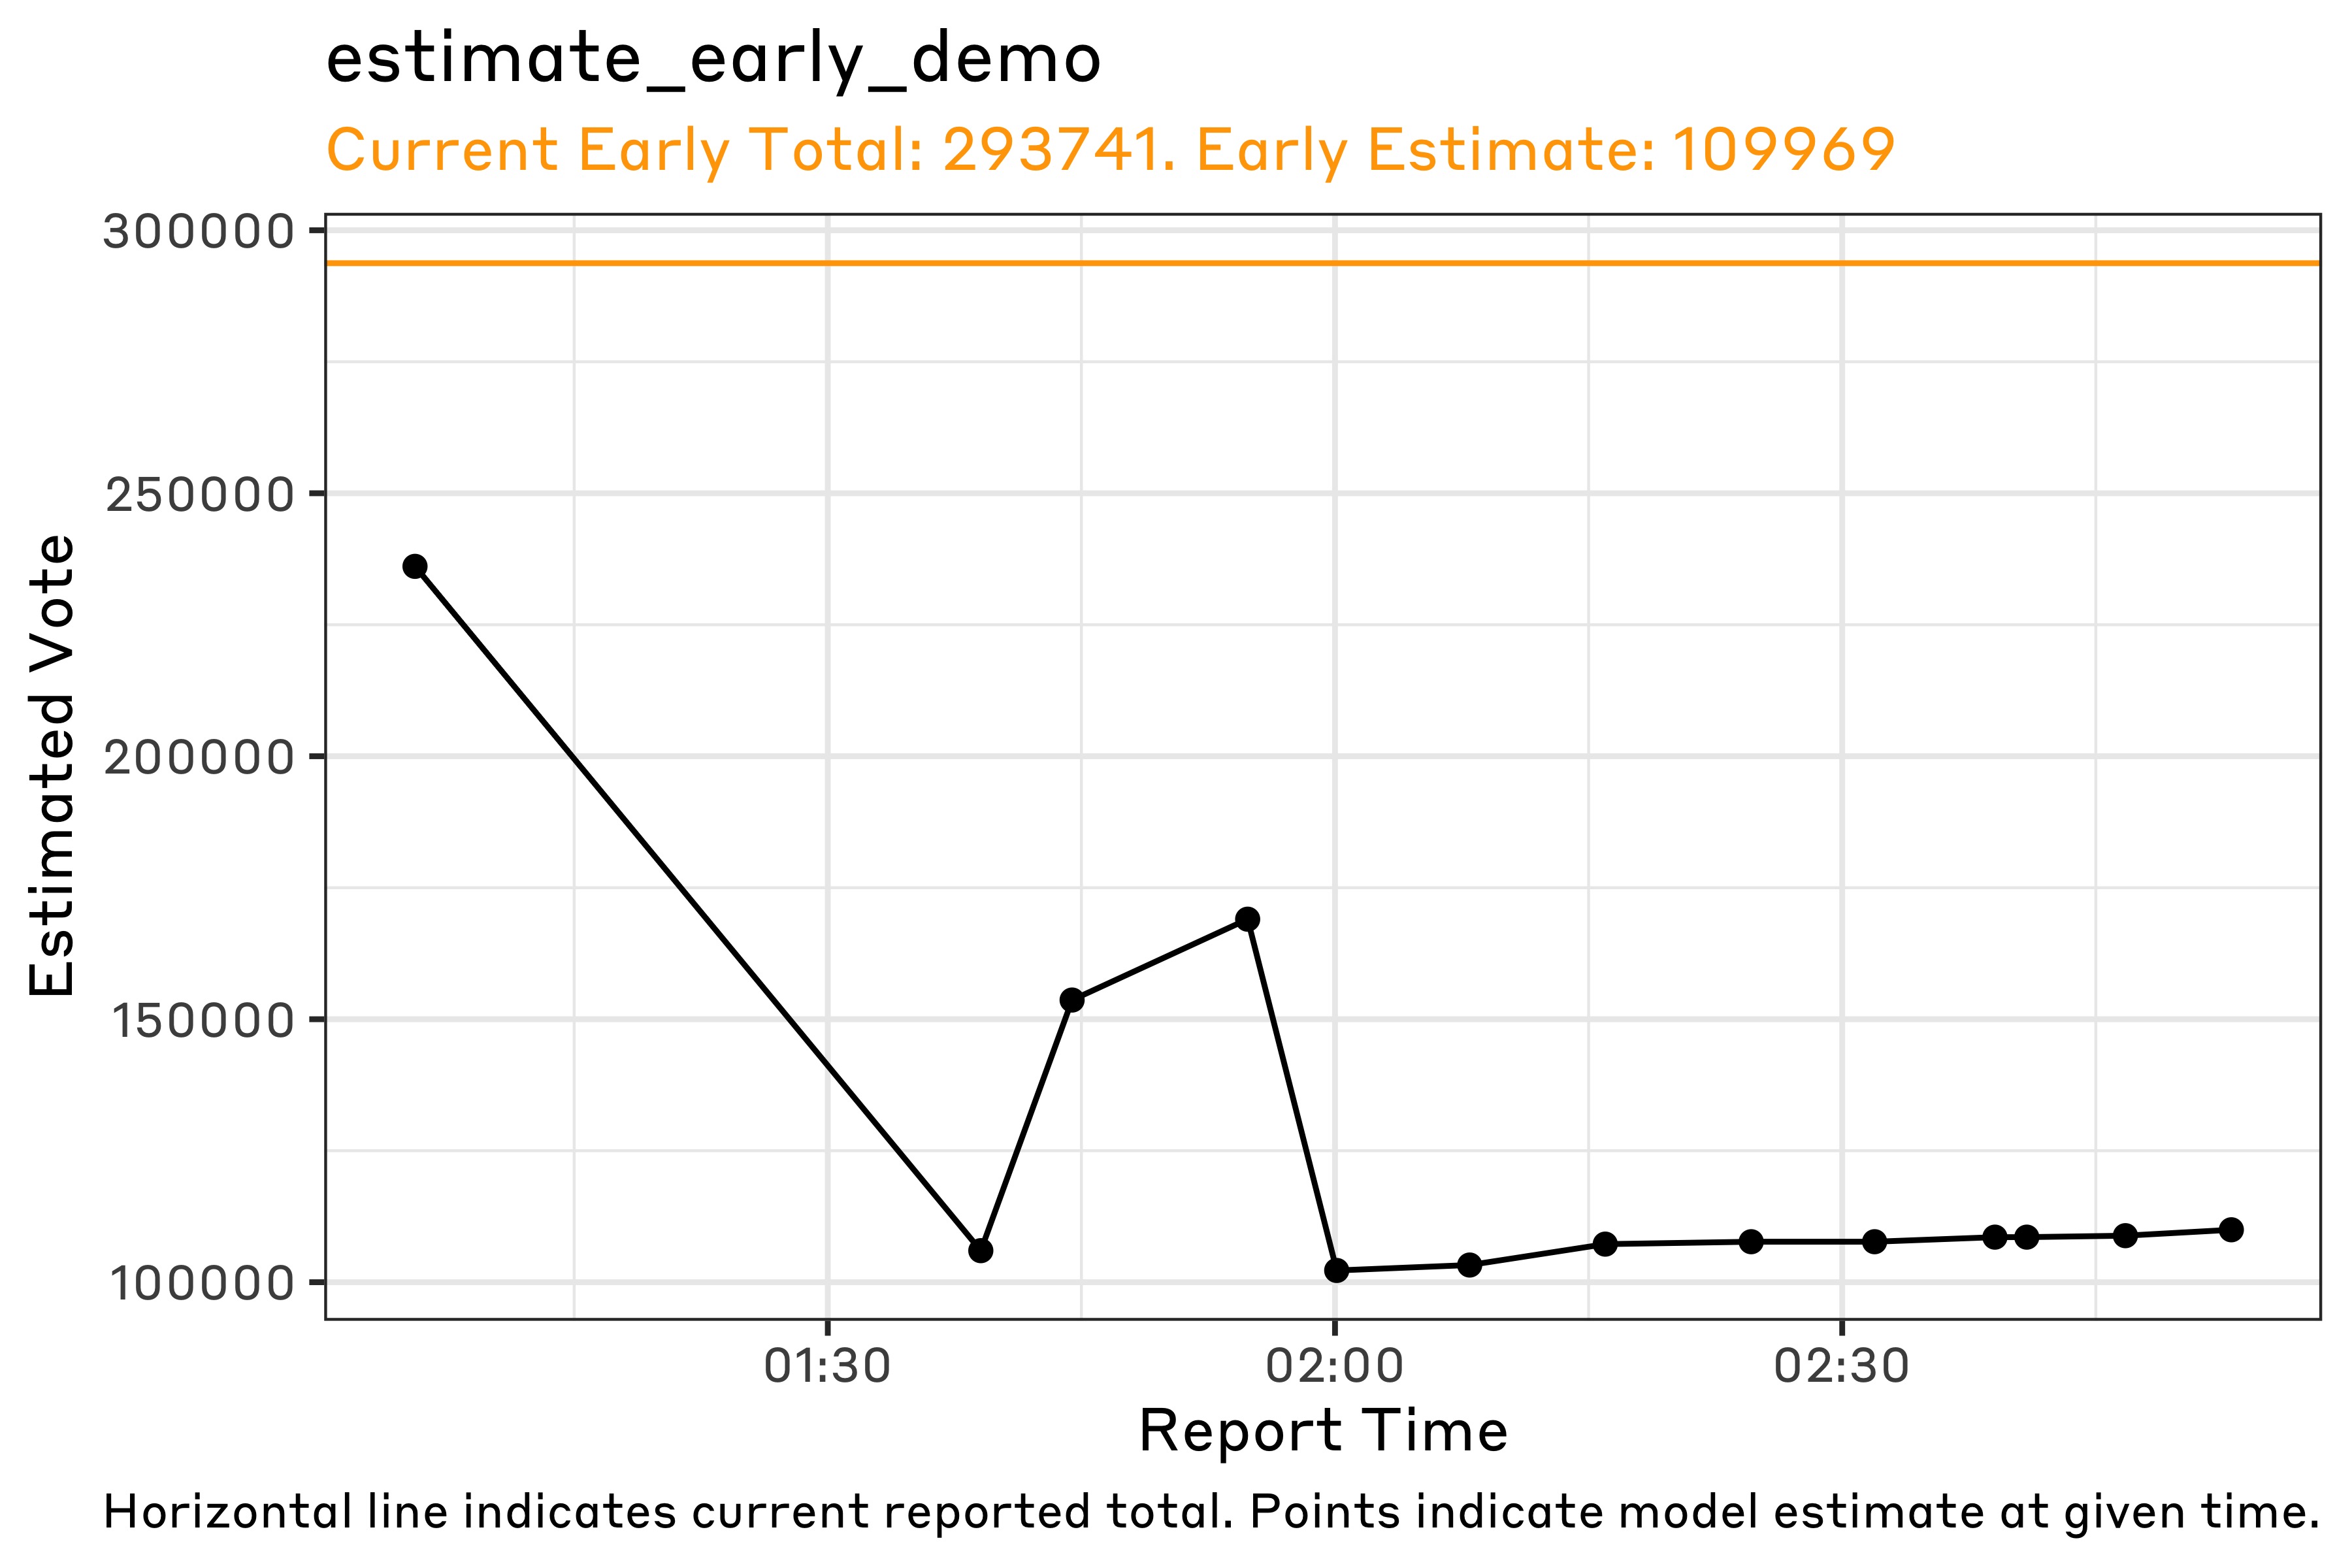 estimate_early_demo
Current Early Total: 293741. Early Estimate: 109969
300000
250000
200000
150000
100000
Estimated Vote
01:30 02:00 02:30
Report Time
Horizontal line indicates current reported total. Points indicate model estimate at given time.